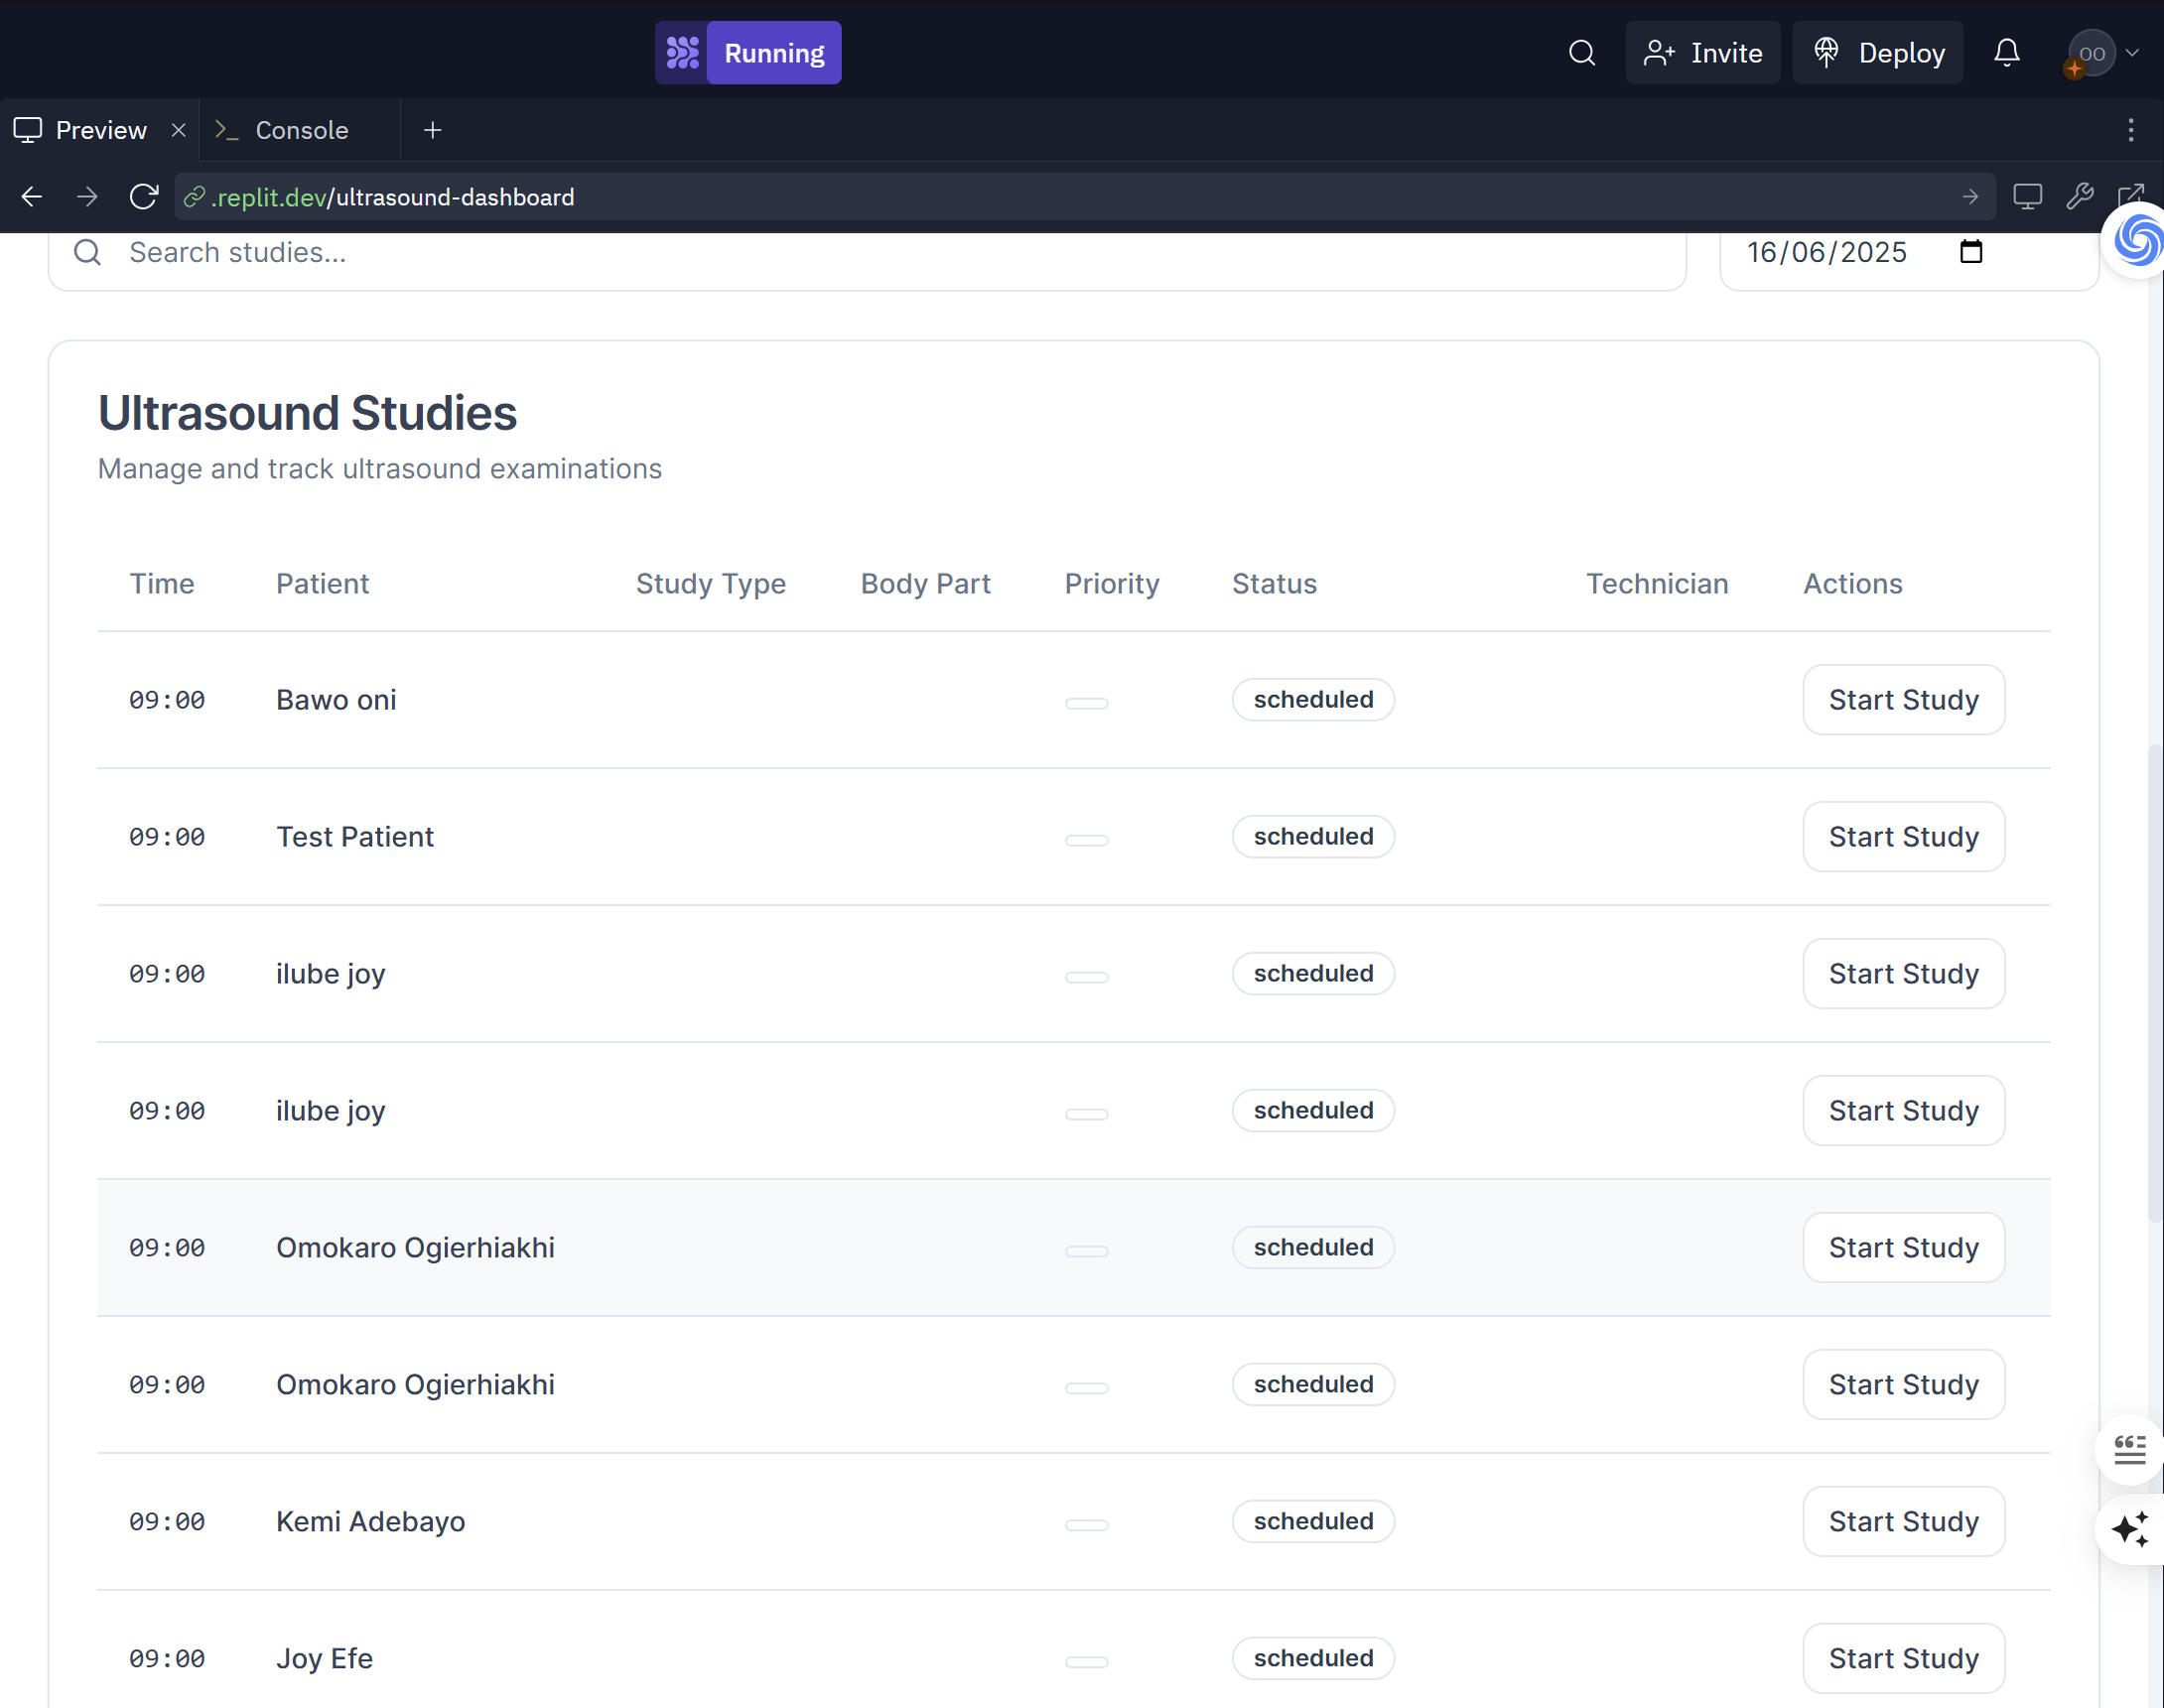 Running
Invite
Deploy
OO
Preview
Console
.replit.dev/ultrasound-dashboard
Search studies...
16/06/2025
Ultrasound Studies
Manage and track ultrasound examinations
Time Patient Study Type Body Part Priority Status Technician Actions
09:00 Bawo oni scheduled Start Study
09:00 Test Patient scheduled Start Study
09:00 ilube joy scheduled Start Study
09:00 ilube joy scheduled Start Study
09:00 Omokaro Ogierhiakhi scheduled Start Study
09:00 Omokaro Ogierhiakhi scheduled Start Study
09:00 Kemi Adebayo scheduled Start Study
09:00 Joy Efe scheduled Start Study